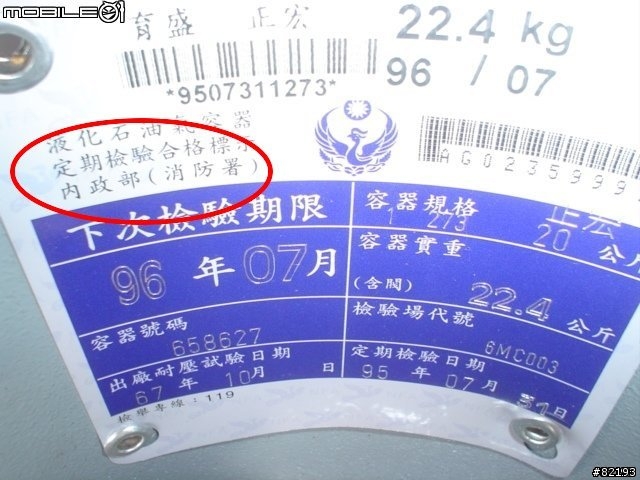 mobile01
育盛 正宏 22.4 kg
*9507311273* 96 / 07
液化石油氣容器
定期檢驗合格標示
內政部(消防署)
AG0235999
下次檢驗期限
96 年 07 月
容器規格 正宏
1 273 20 公斤
容器實重
(含閥) 22.4 公斤
容器號碼
658627
檢驗場代號
6MC003
出廠耐壓試驗日期
67 年 10 月 日
定期檢驗日期
95 年 07 月 31 日
檢舉專線:119
#82193